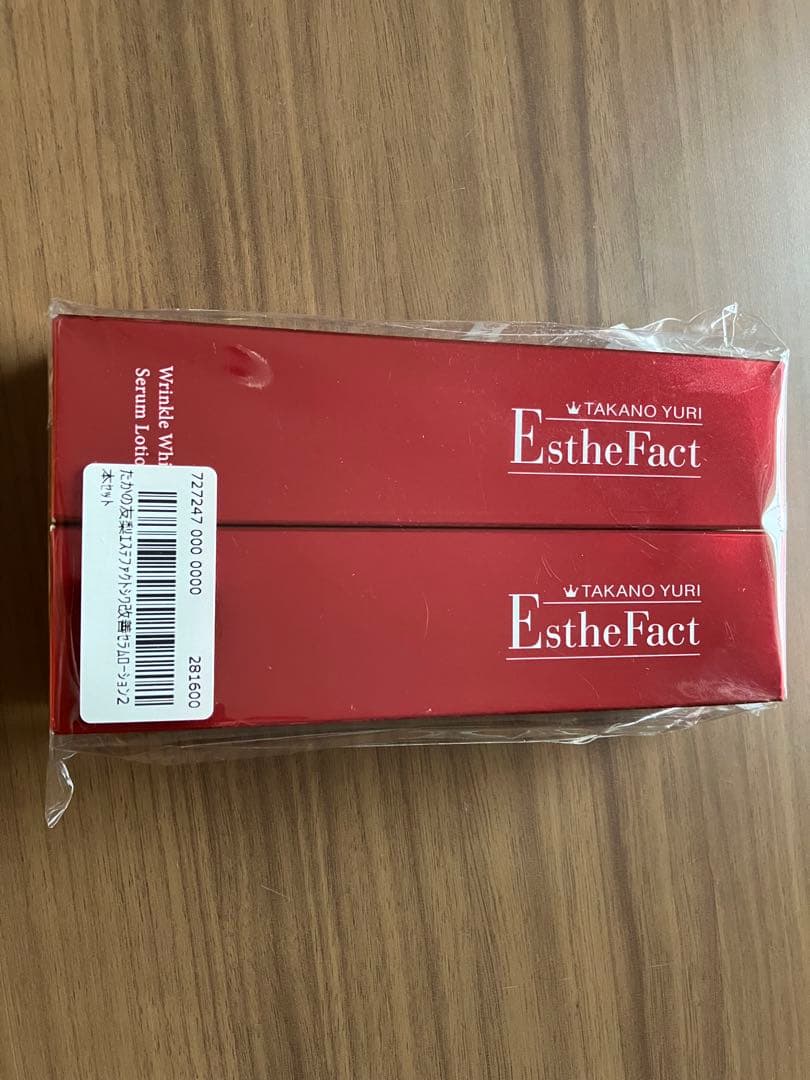 TAKANO YURI
EstheFact
TAKANO YURI
EstheFact
Wrinkle Whi
Serum Lotio
727247 000 0000
281600
たかの友梨ｴｽﾃﾌｧｸﾄｼﾜ改善ｾﾗﾑﾛｰｼｮﾝ2
本ｾｯﾄ